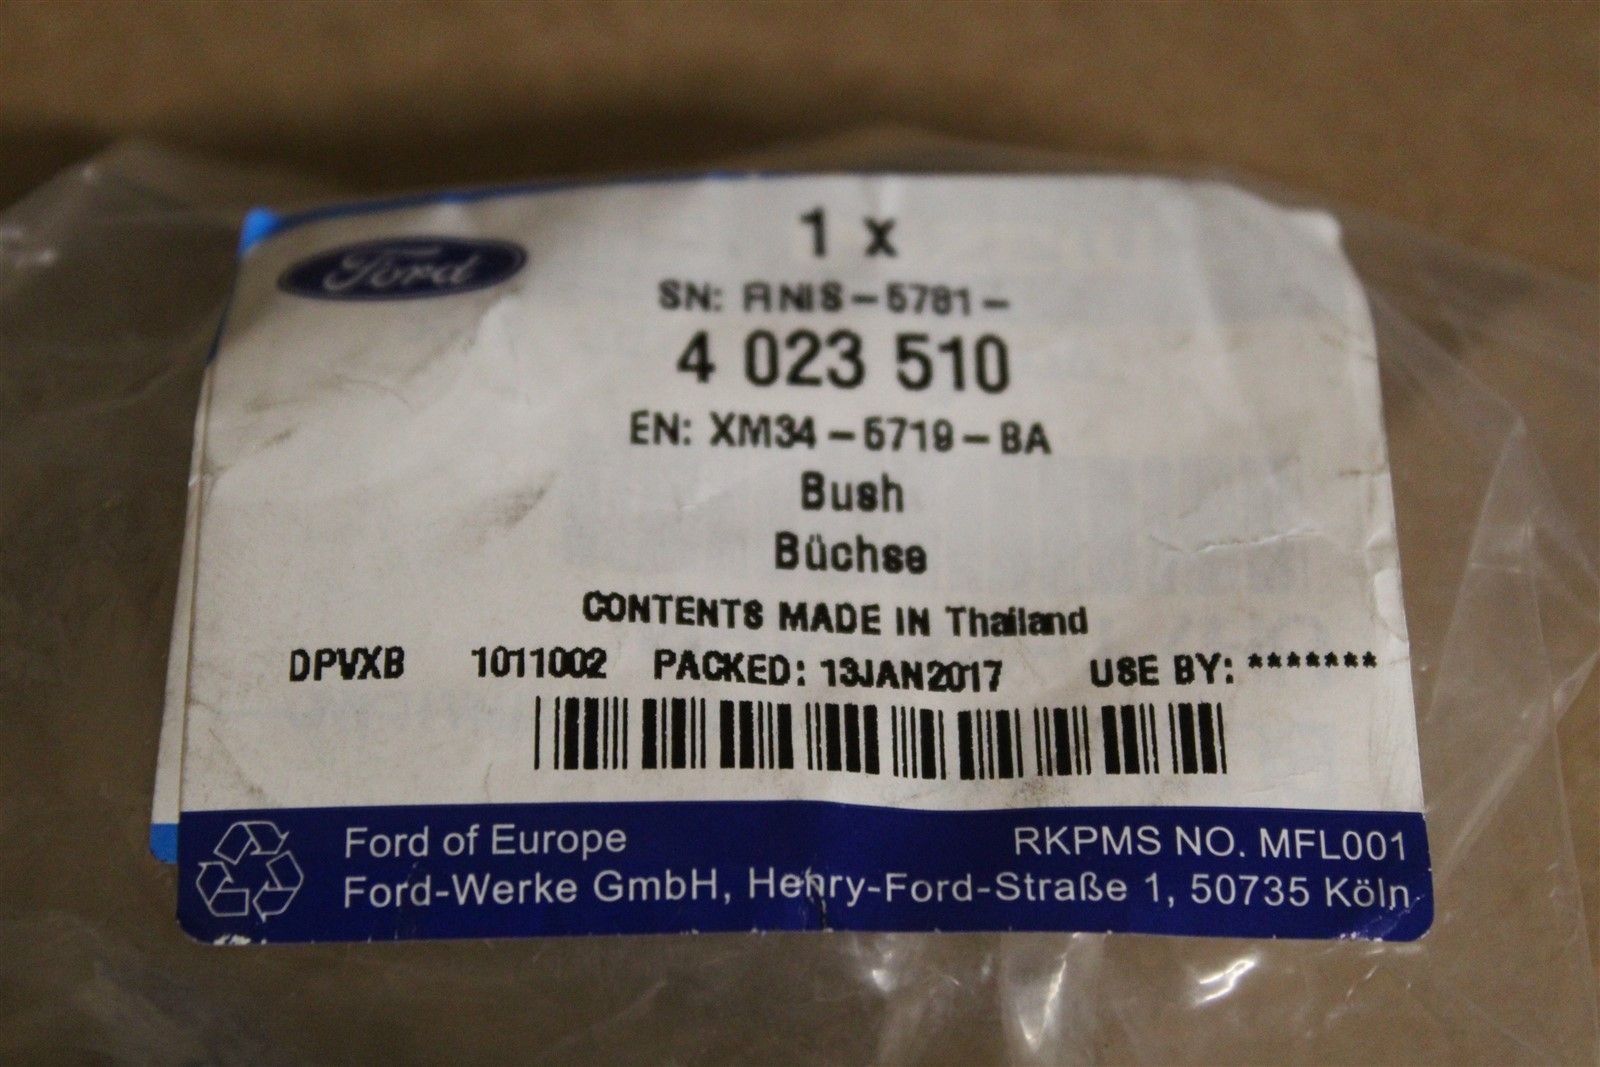 Ford
1 x
SN: FINIS-5781-
4 023 510
EN: XM34-5719-BA
Bush
Büchse
CONTENTS MADE IN Thailand
DPVXB 1011002 PACKED: 13JAN2017 USE BY: *******
Ford of Europe RKPMS NO. MFL001
Ford-Werke GmbH, Henry-Ford-Straße 1, 50735 Köln